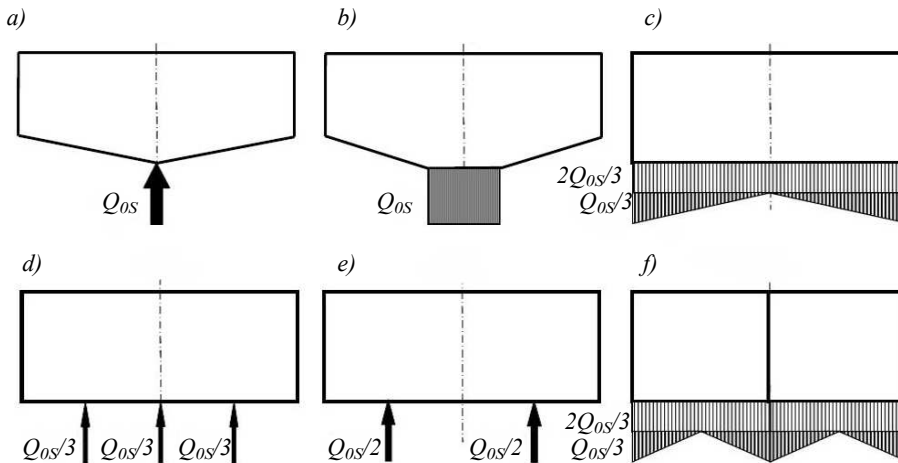 a)
b)
c)
Q0S
Q0S
2Q0S/3
Q0S/3
d)
e)
f)
Q0S/3 Q0S/3 Q0S/3
Q0S/2 Q0S/2
2Q0S/3
Q0S/3